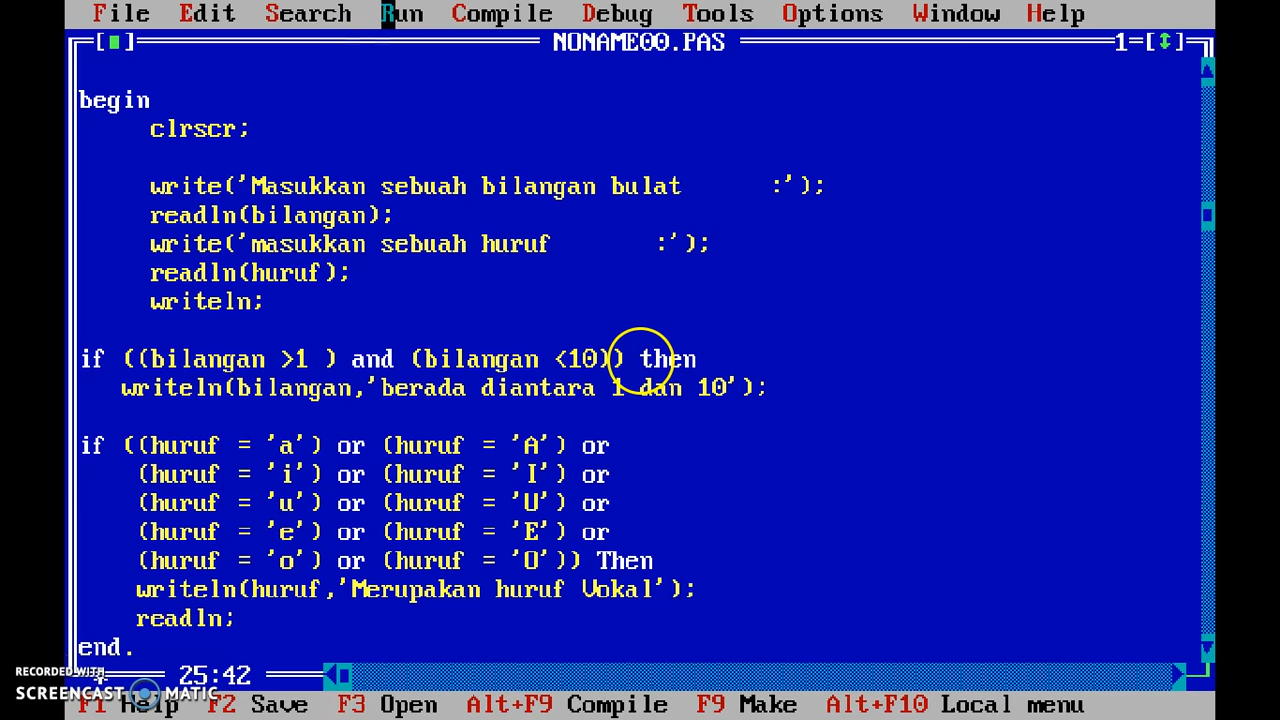 File Edit Search Run Compile Debug Tools Options Window Help
[■] NONAME00.PAS 1=[↕]
begin
clrscr;
write('Masukkan sebuah bilangan bulat      :');
readln(bilangan);
write('masukkan sebuah huruf       :');
readln(huruf);
writeln;
if ((bilangan >1 ) and (bilangan <10)) then
writeln(bilangan,'berada diantara 1 dan 10');
if ((huruf = 'a') or (huruf = 'A') or
(huruf = 'i') or (huruf = 'I') or
(huruf = 'u') or (huruf = 'U') or
(huruf = 'e') or (huruf = 'E') or
(huruf = 'o') or (huruf = 'O')) Then
writeln(huruf,'Merupakan huruf Vokal');
readln;
end.
25:42
RECORDED WITH
SCREENCAST MATIC
F1 Help F2 Save F3 Open Alt+F9 Compile F9 Make Alt+F10 Local menu